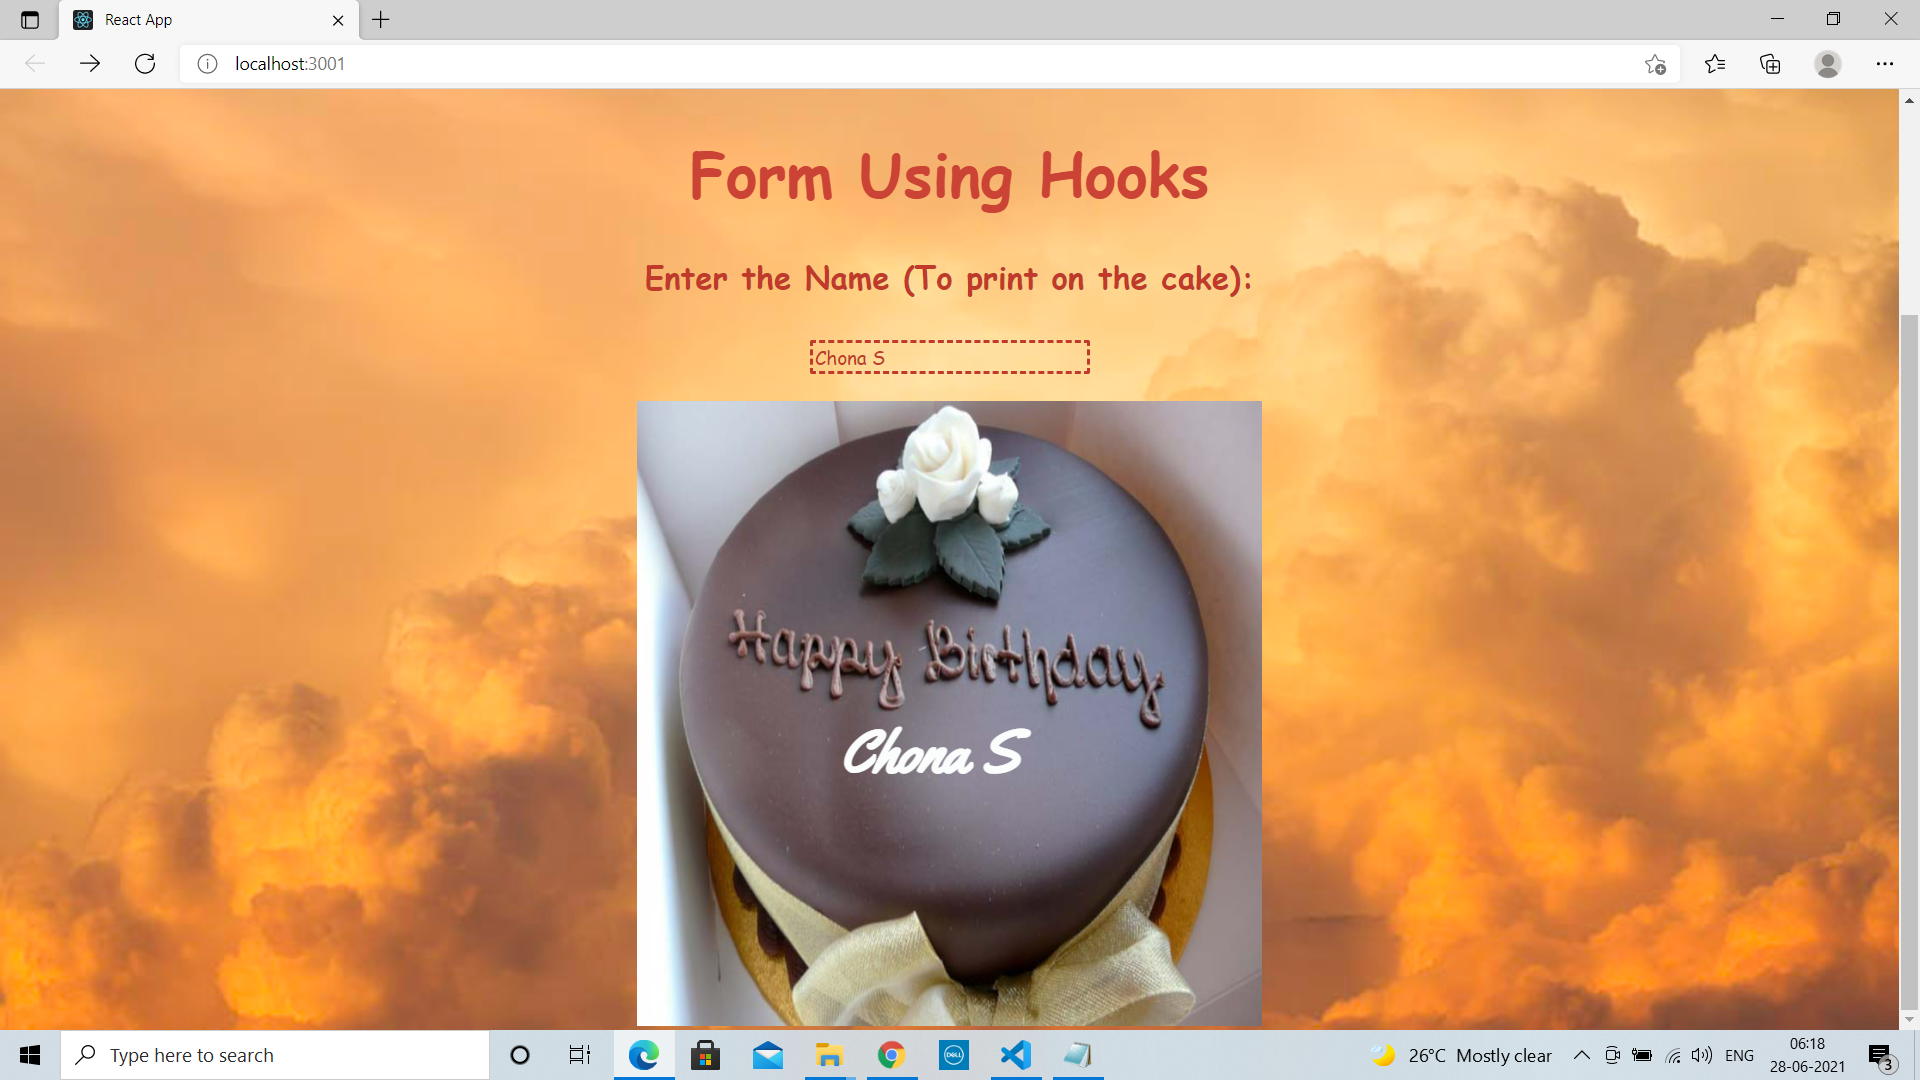 React App
localhost:3001
Form Using Hooks
Enter the Name (To print on the cake):
Chona S
Happy Birthday
Chona S
Type here to search
DELL
26°C Mostly clear
ENG
06:18
28-06-2021
3